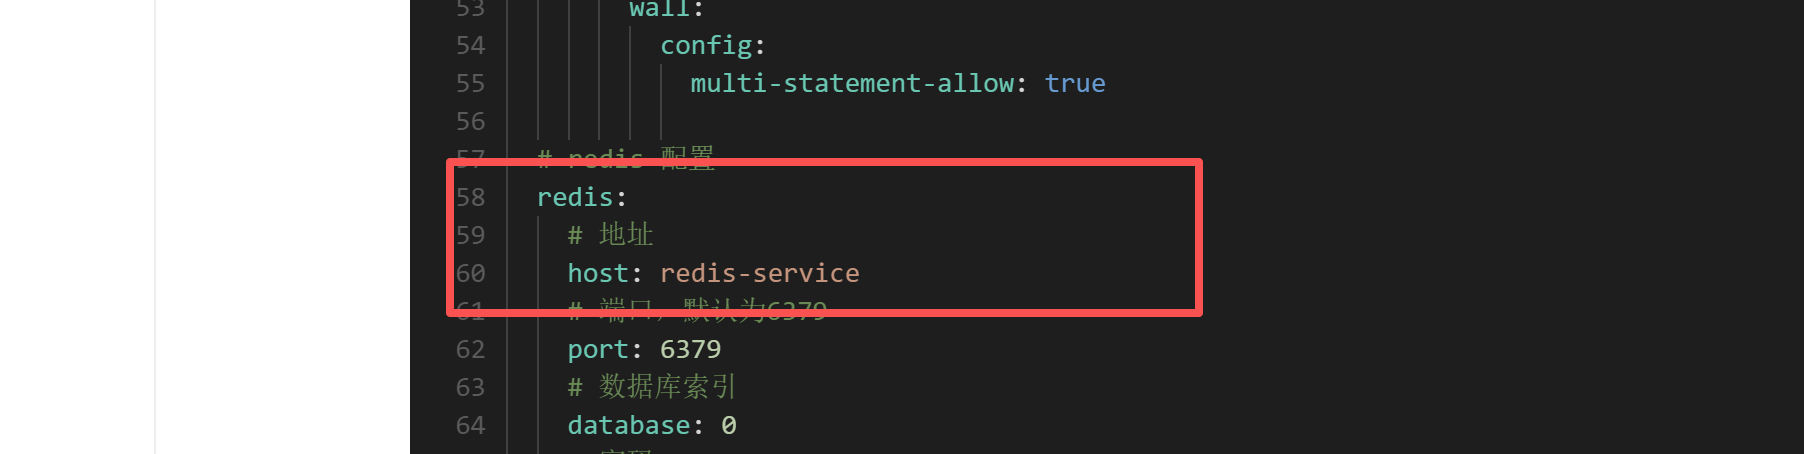 53 wall:
54 config:
55 multi-statement-allow: true
56
57 # redis 配置
58 redis:
59 # 地址
60 host: redis-service
61 # 端口，默认为6379
62 port: 6379
63 # 数据库索引
64 database: 0